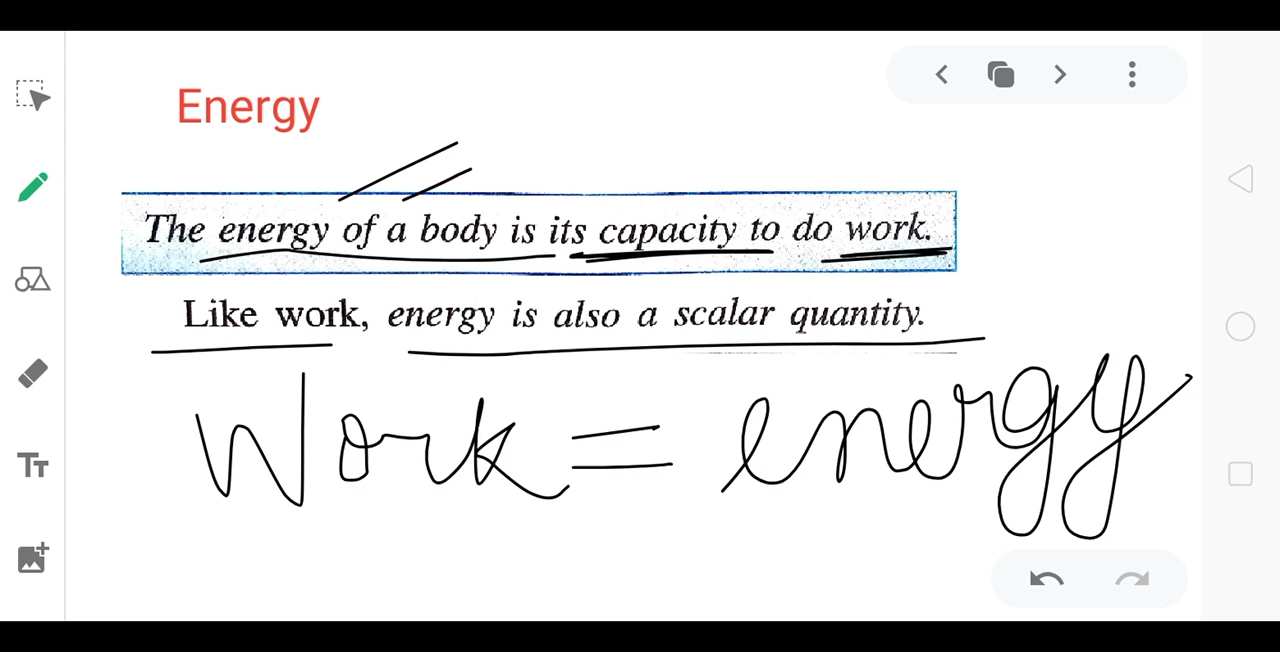 Energy
The energy of a body is its capacity to do work.
Like work, energy is also a scalar quantity.
Work = energy
TT